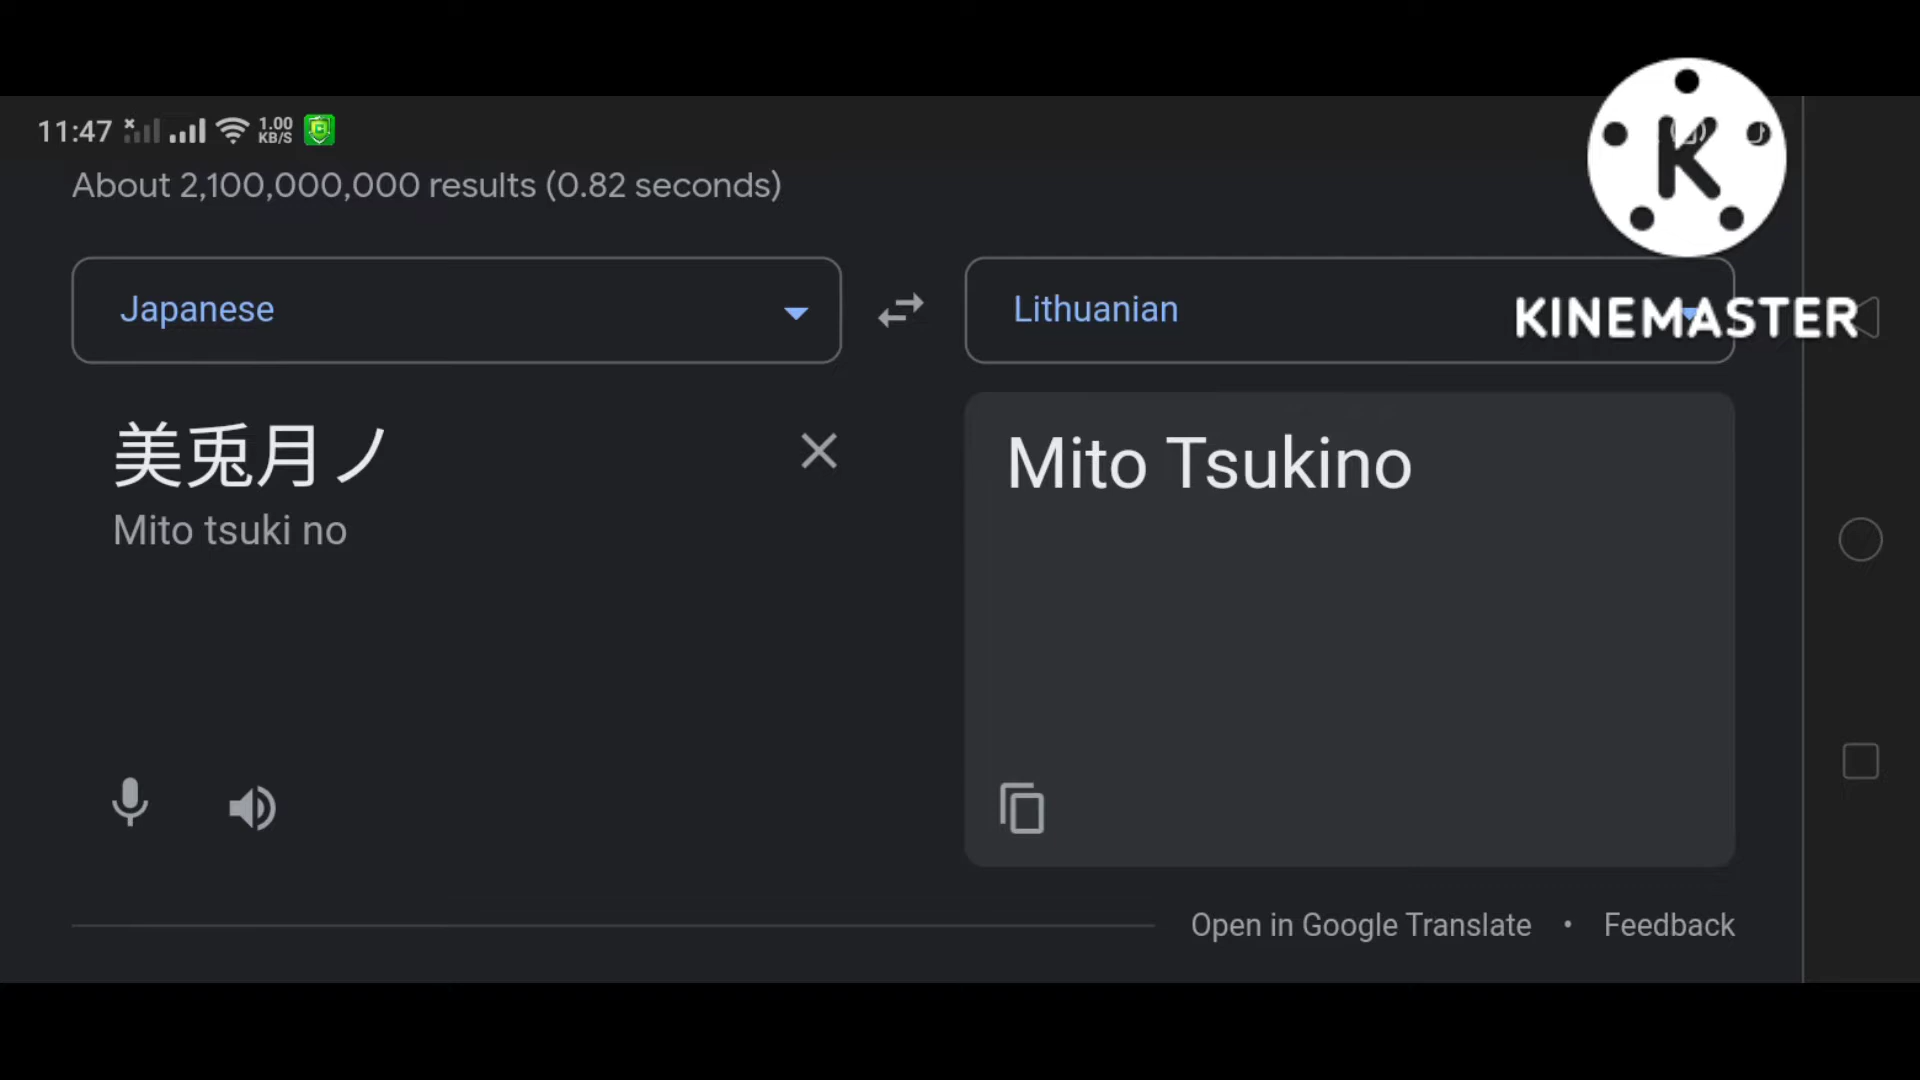 11:47 1.00 KB/S
About 2,100,000,000 results (0.82 seconds)
K
Japanese
Lithuanian
KINEMASTER
美兎月ノ
Mito tsuki no
Mito Tsukino
Open in Google Translate • Feedback